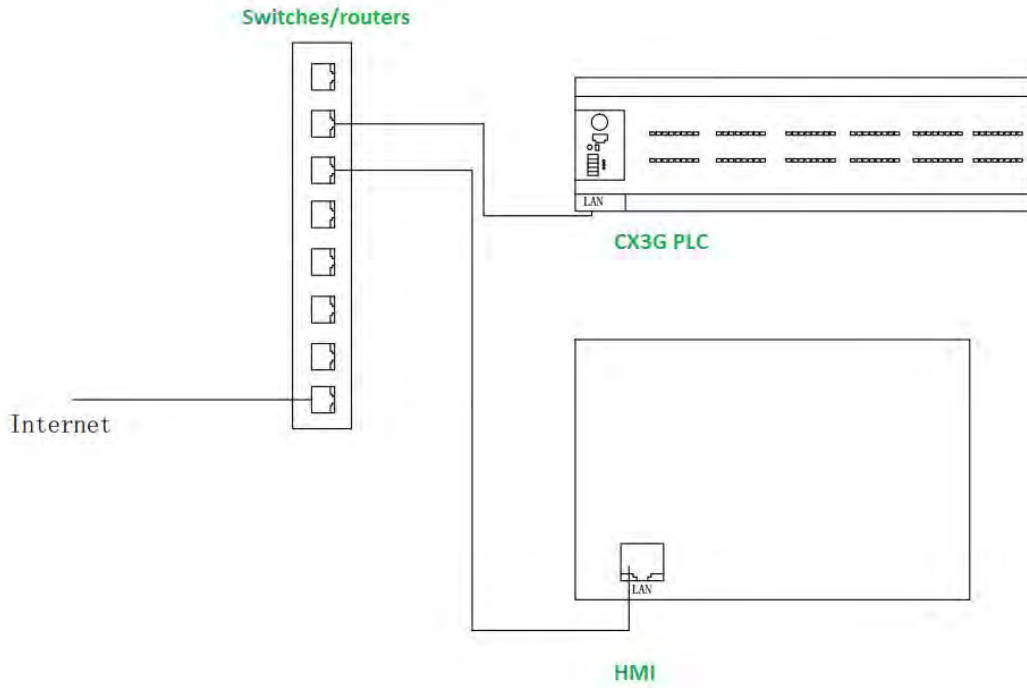 Switches/routers
LAN
CX3G PLC
Internet
LAN
HMI